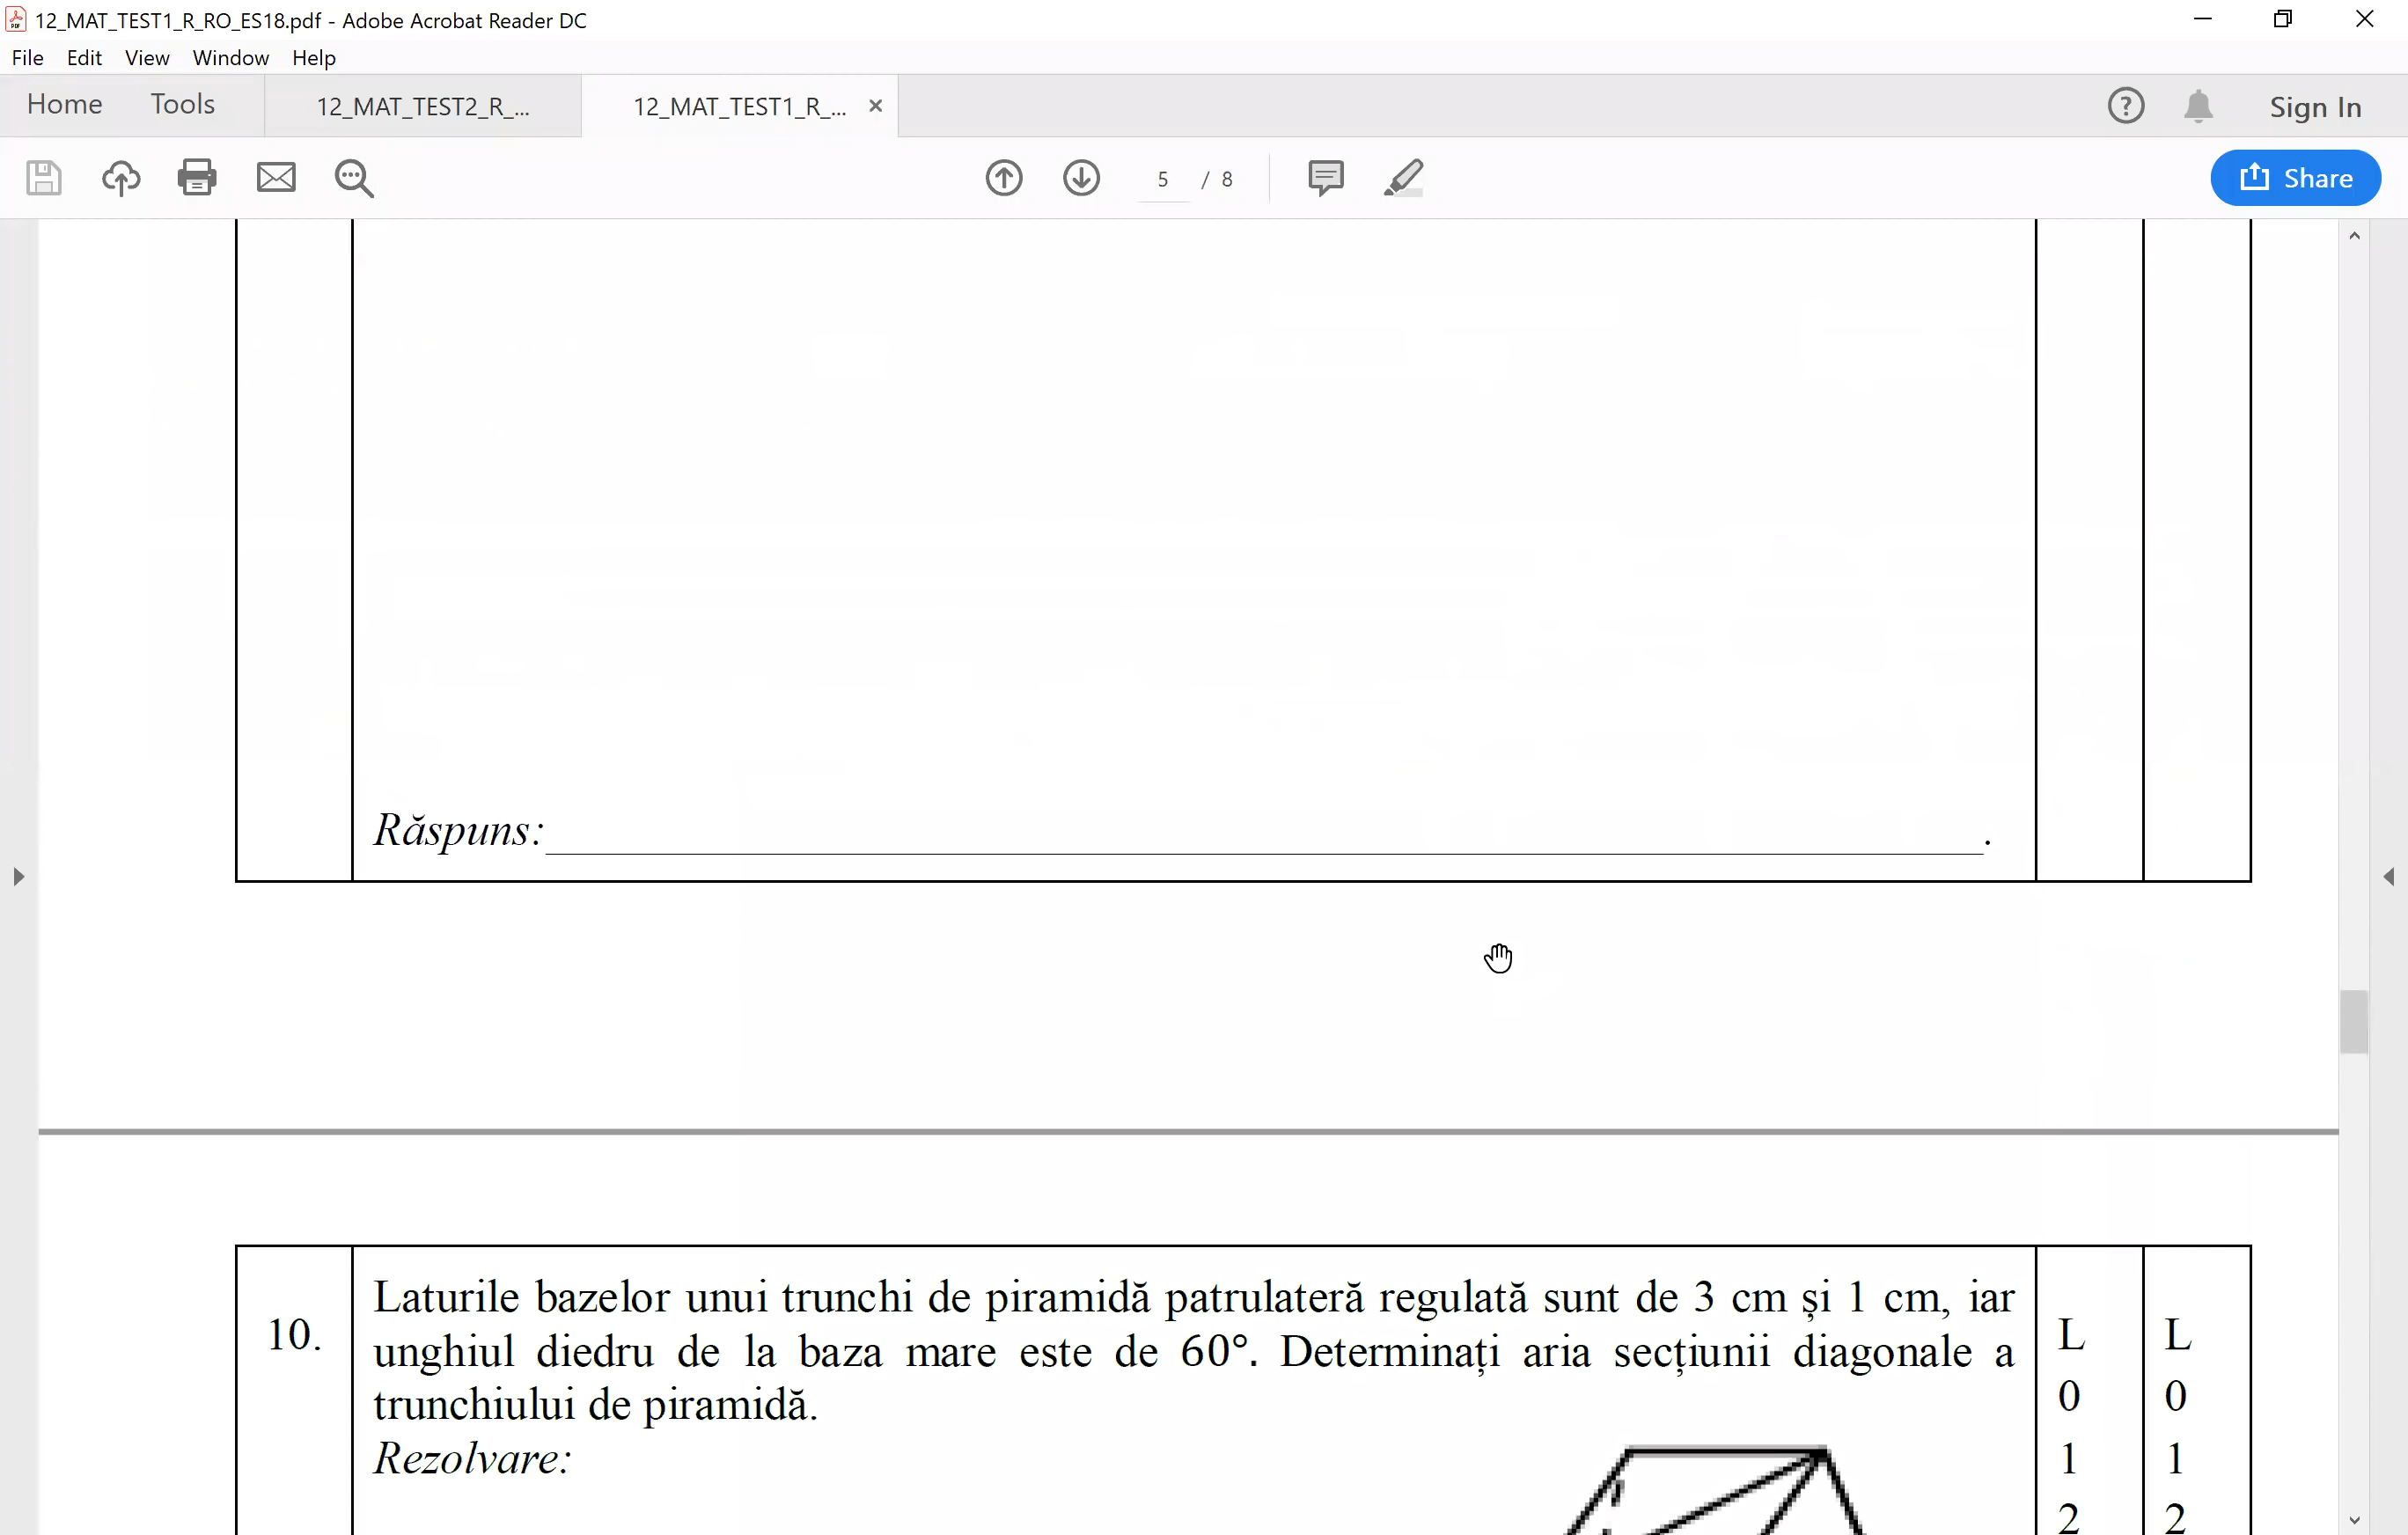 12_MAT_TEST1_R_RO_ES18.pdf - Adobe Acrobat Reader DC
File Edit View Window Help
Home Tools 12_MAT_TEST2_R_... 12_MAT_TEST1_R_... Sign In
5 / 8 Share
Răspuns:______________________________.
10.
Laturile bazelor unui trunchi de piramidă patrulateră regulată sunt de 3 cm și 1 cm, iar
unghiul diedru de la baza mare este de 60°. Determinați aria secțiunii diagonale a
trunchiului de piramidă.
Rezolvare:
L L
0 0
1 1
2 2